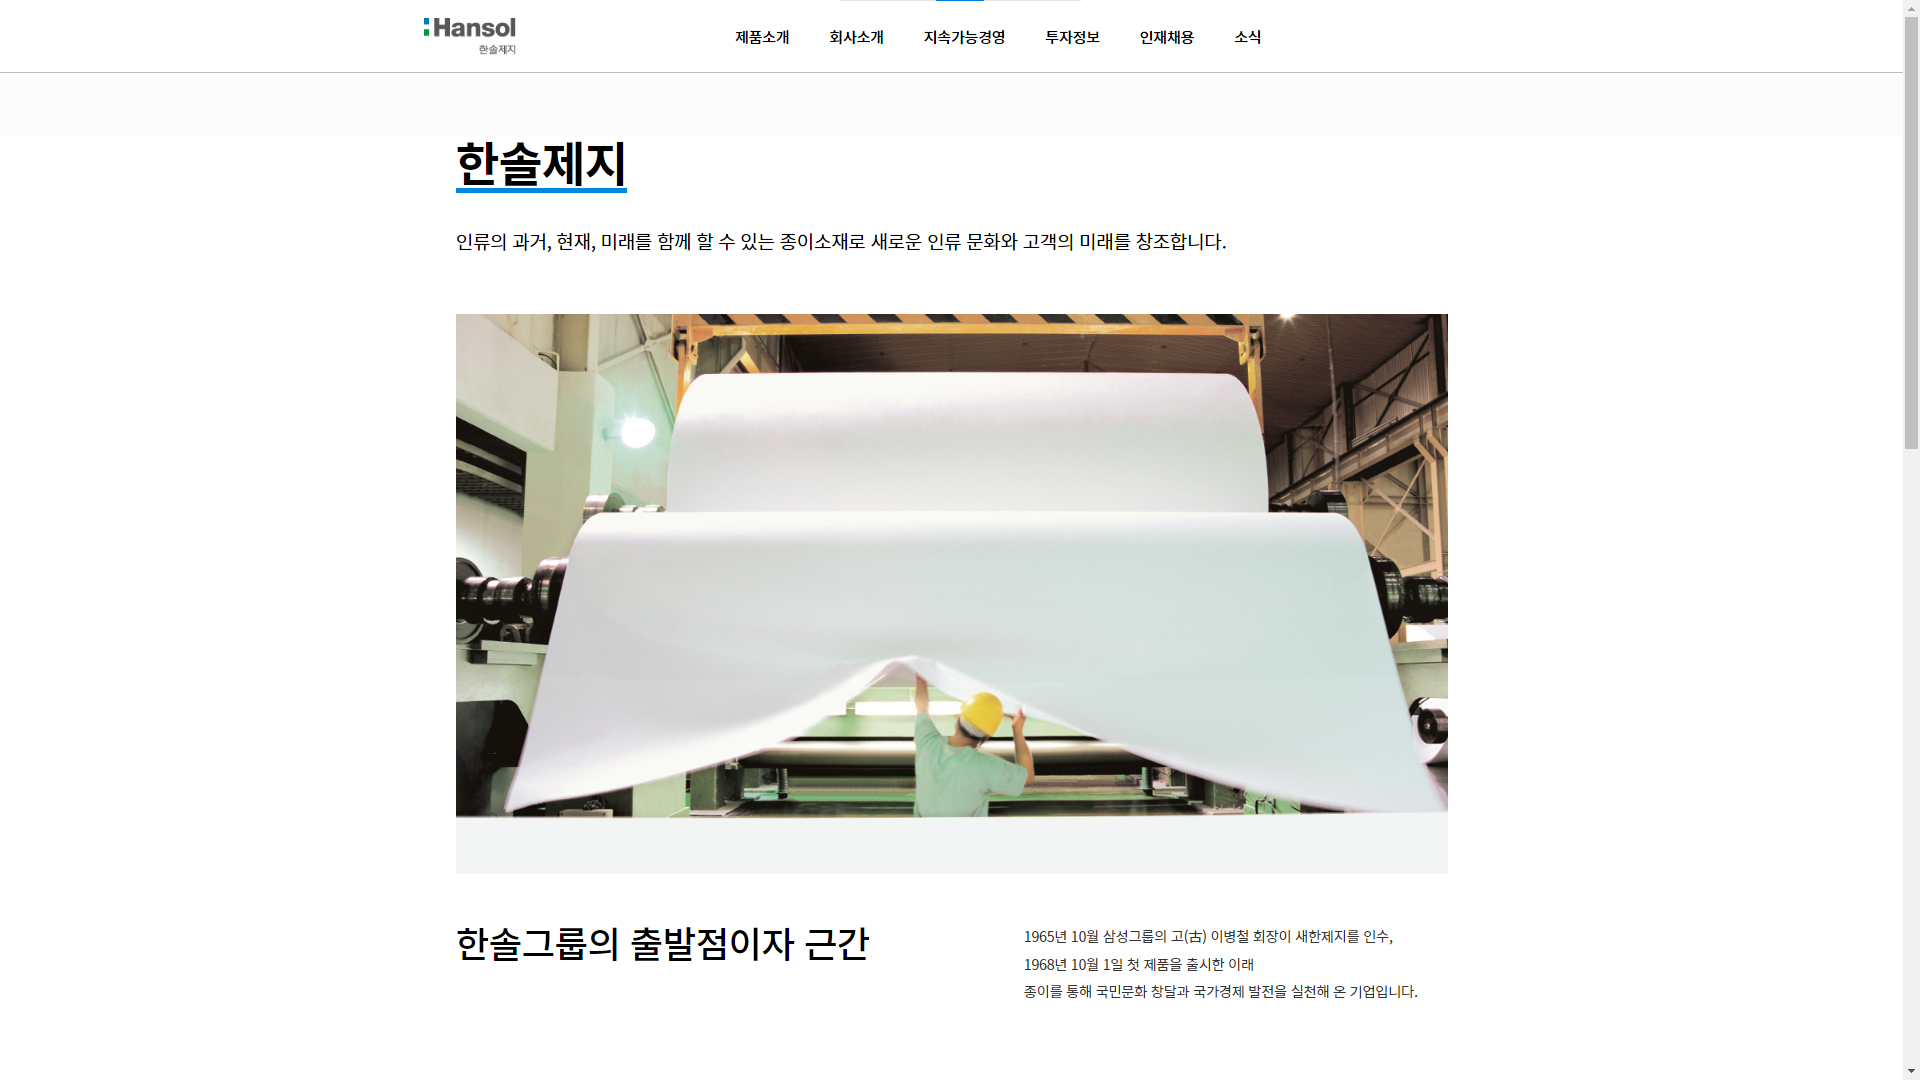 Hansol
한솔제지
제품소개
회사소개
지속가능경영
투자정보
인재채용
소식
한솔제지
인류의 과거, 현재, 미래를 함께 할 수 있는 종이소재로 새로운 인류 문화와 고객의 미래를 창조합니다.
한솔그룹의 출발점이자 근간
1965년 10월 삼성그룹의 고(古) 이병철 회장이 새한제지를 인수,
1968년 10월 1일 첫 제품을 출시한 이래
종이를 통해 국민문화 창달과 국가경제 발전을 실천해 온 기업입니다.